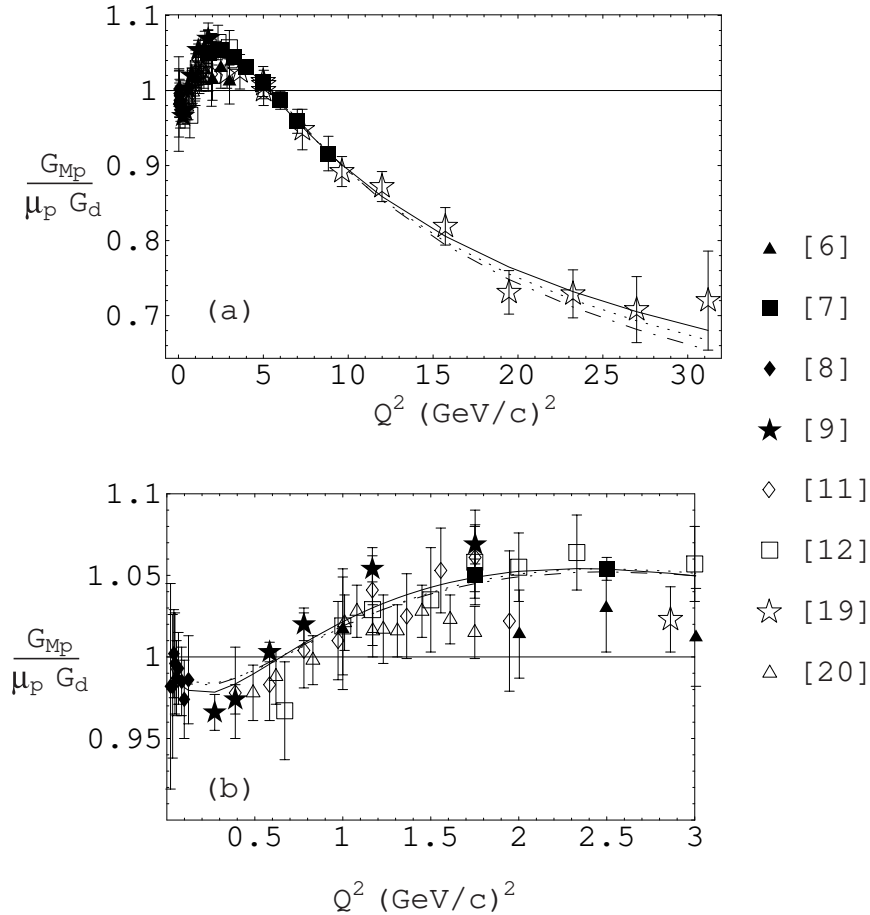 1.1
1
0.9
0.8
0.7
G_Mp
μ_p G_d
(a)
0 5 10 15 20 25 30
Q² (GeV/c)²
1.1
1.05
1
0.95
G_Mp
μ_p G_d
(b)
0.5 1 1.5 2 2.5 3
Q² (GeV/c)²
[6]
[7]
[8]
[9]
[11]
[12]
[19]
[20]